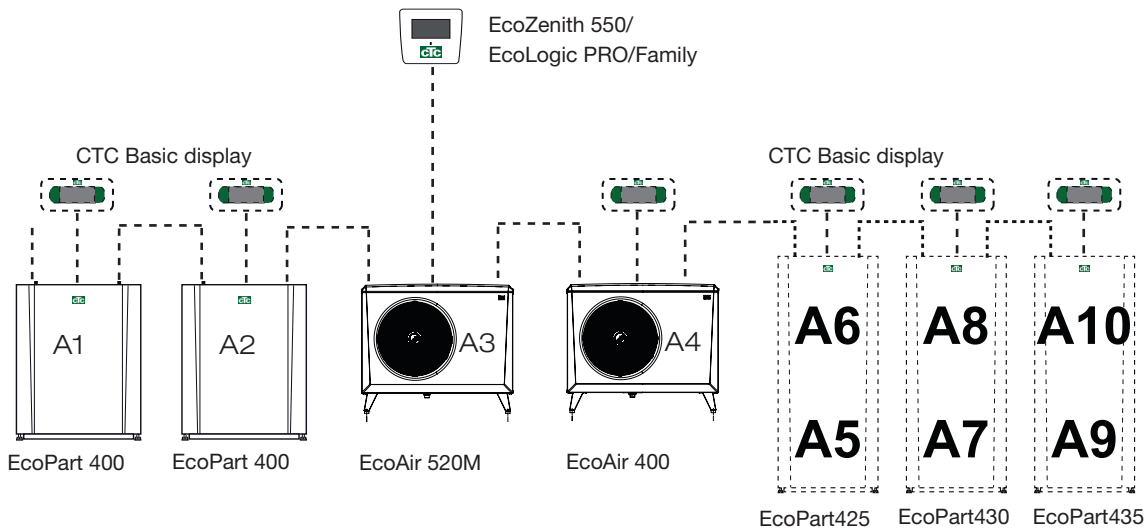 EcoZenith 550/
EcoLogic PRO/Family
CTC
CTC Basic display
CTC Basic display
A1
A2
A3
A4
A6
A8
A10
A5
A7
A9
EcoPart 400
EcoPart 400
EcoAir 520M
EcoAir 400
EcoPart425
EcoPart430
EcoPart435